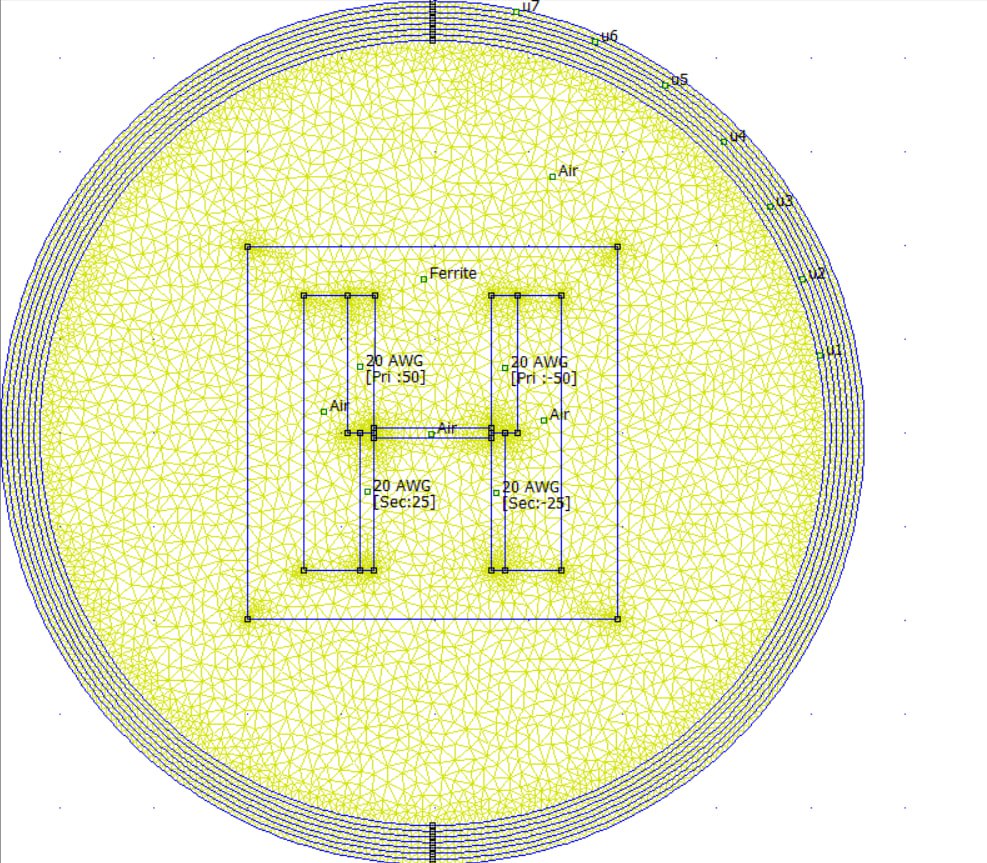 u7
u6
u5
u4
Air
u3
Ferrite
u2
u1
20 AWG
[Pri :50]
20 AWG
[Pri :-50]
Air
Air
Air
20 AWG
[Sec:25]
20 AWG
[Sec:-25]